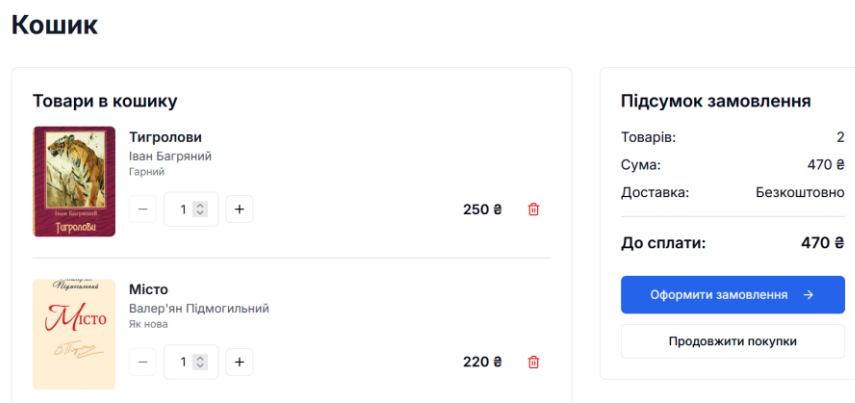 Кошик
Товари в кошику
Тигролови
Іван Багряний
Гарний
− 1 +
250 ₴
Іван Багряний
Тигролови
Місто
Валер'ян Підмогильний
Як нова
− 1 +
220 ₴
Підмогильний
Місто
Підсумок замовлення
Товарів: 2
Сума: 470 ₴
Доставка: Безкоштовно
До сплати: 470 ₴
Оформити замовлення →
Продовжити покупки